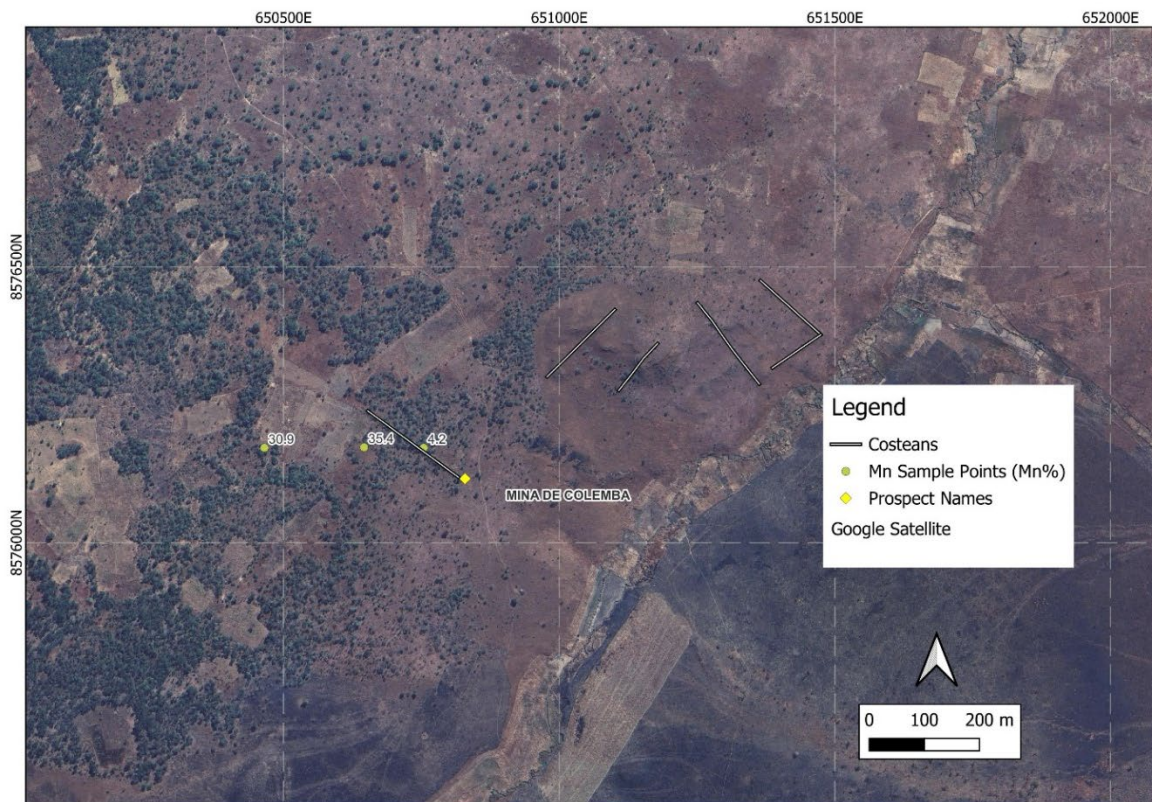 650500E 651000E 651500E 652000E
8576500N
30.9 35.4 4.2
MINA DE COLEMBA
8576000N
Legend
Costeans
Mn Sample Points (Mn%)
Prospect Names
Google Satellite
0 100 200 m